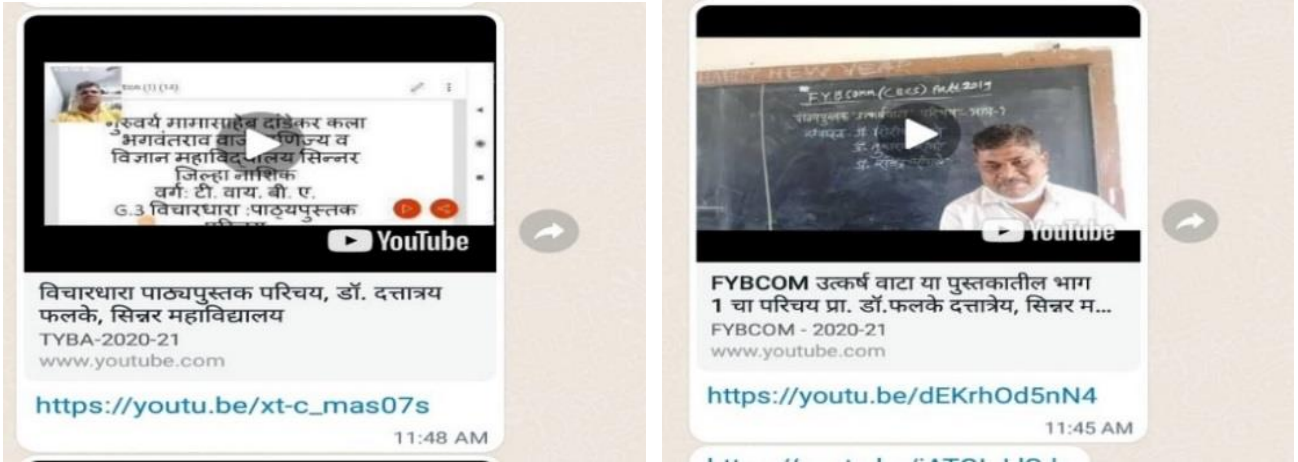 गुरुवर्य मामासाहेब दांडेकर कला
भगवंतराव वाजे वाणिज्य व
विज्ञान महाविद्यालय सिन्नर
जिल्हा नाशिक
वर्ग: टी. वाय. बी. ए.
G.3 विचारधारा :पाठ्यपुस्तक
YouTube
विचारधारा पाठ्यपुस्तक परिचय, डॉ. दत्तात्रय
फलके, सिन्नर महाविद्यालय
TYBA-2020-21
www.youtube.com
https://youtu.be/xt-c_mas07s
11:48 AM
HAPPY NEW YEAR
FYBComm (CBCS) Patt. 2019
YouTube
FYBCOM उत्कर्ष वाटा या पुस्तकातील भाग
1 चा परिचय प्रा. डॉ.फलके दत्तात्रेय, सिन्नर म...
FYBCOM - 2020-21
www.youtube.com
https://youtu.be/dEKrhOd5nN4
11:45 AM